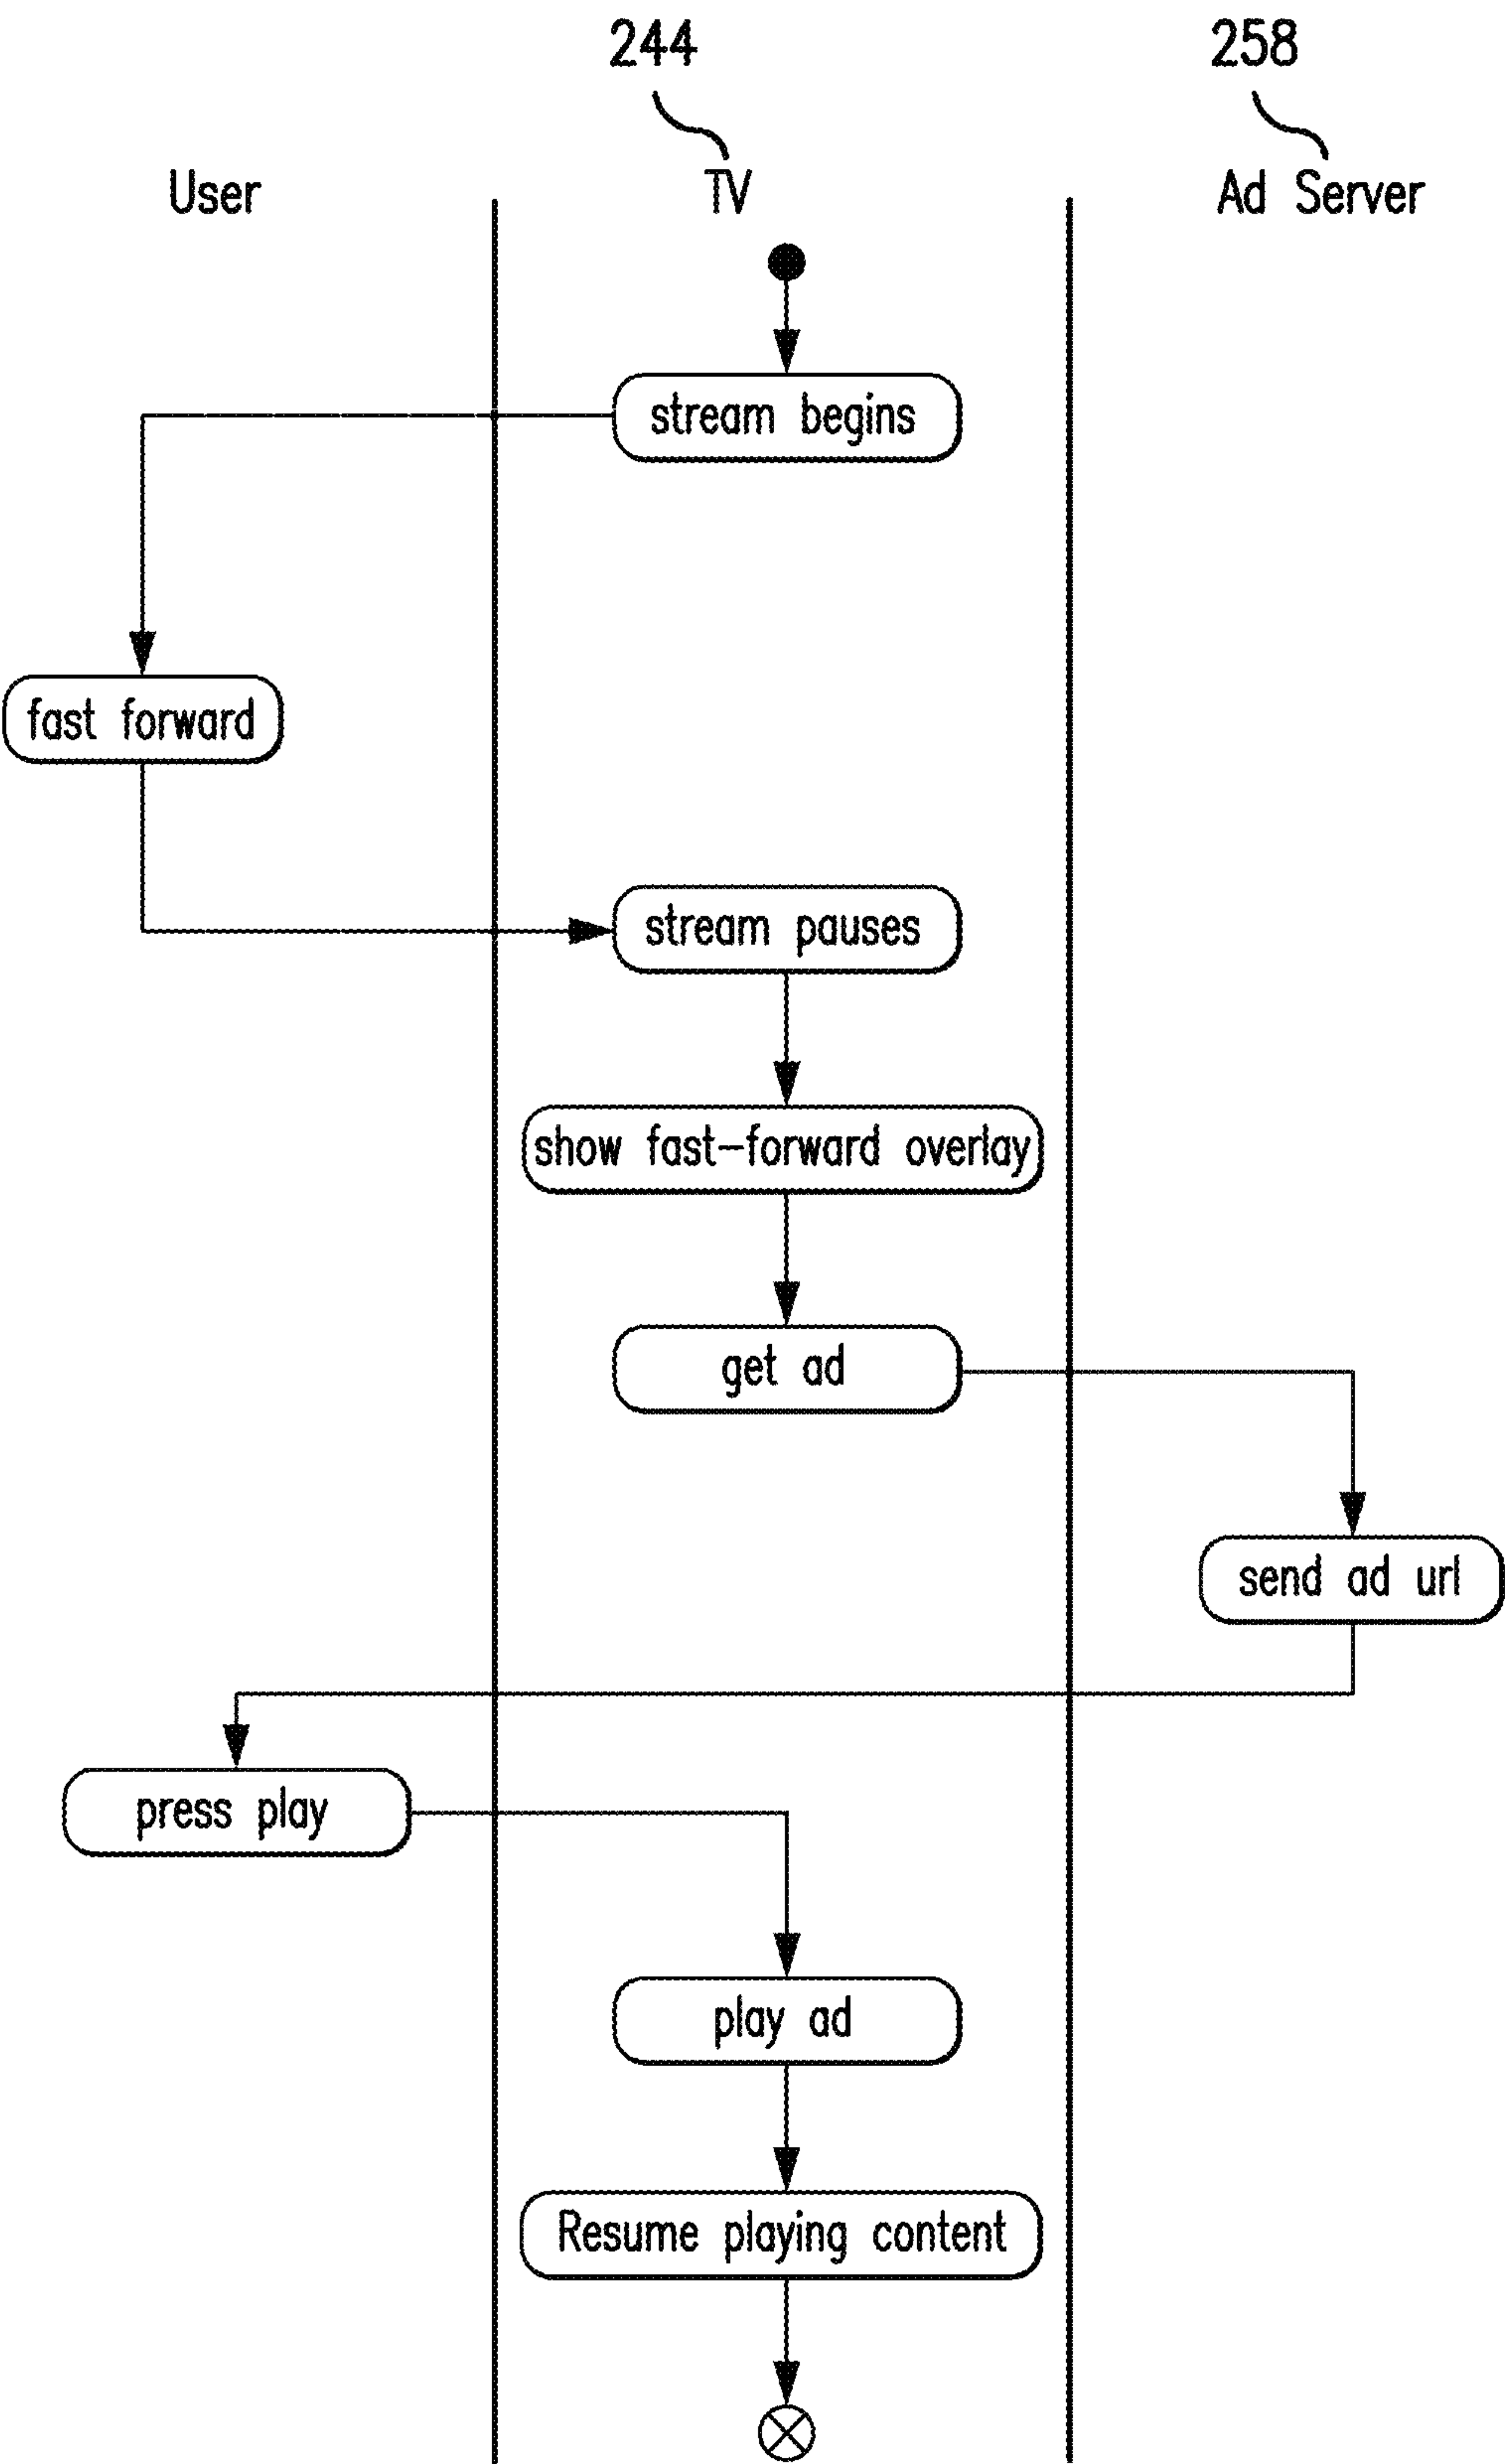 244
258
User
TV
Ad Server
stream begins
fast forward
stream pauses
show fast-forward overlay
get ad
send ad url
press play
play ad
Resume playing content